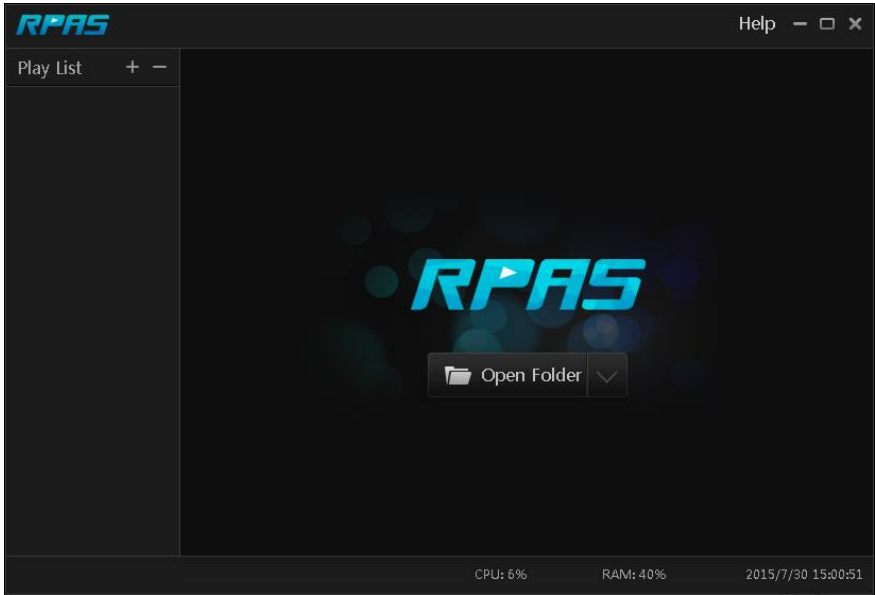 RPAS Help
Play List + −
RPAS
Open Folder
CPU: 6% RAM: 40% 2015/7/30 15:00:51